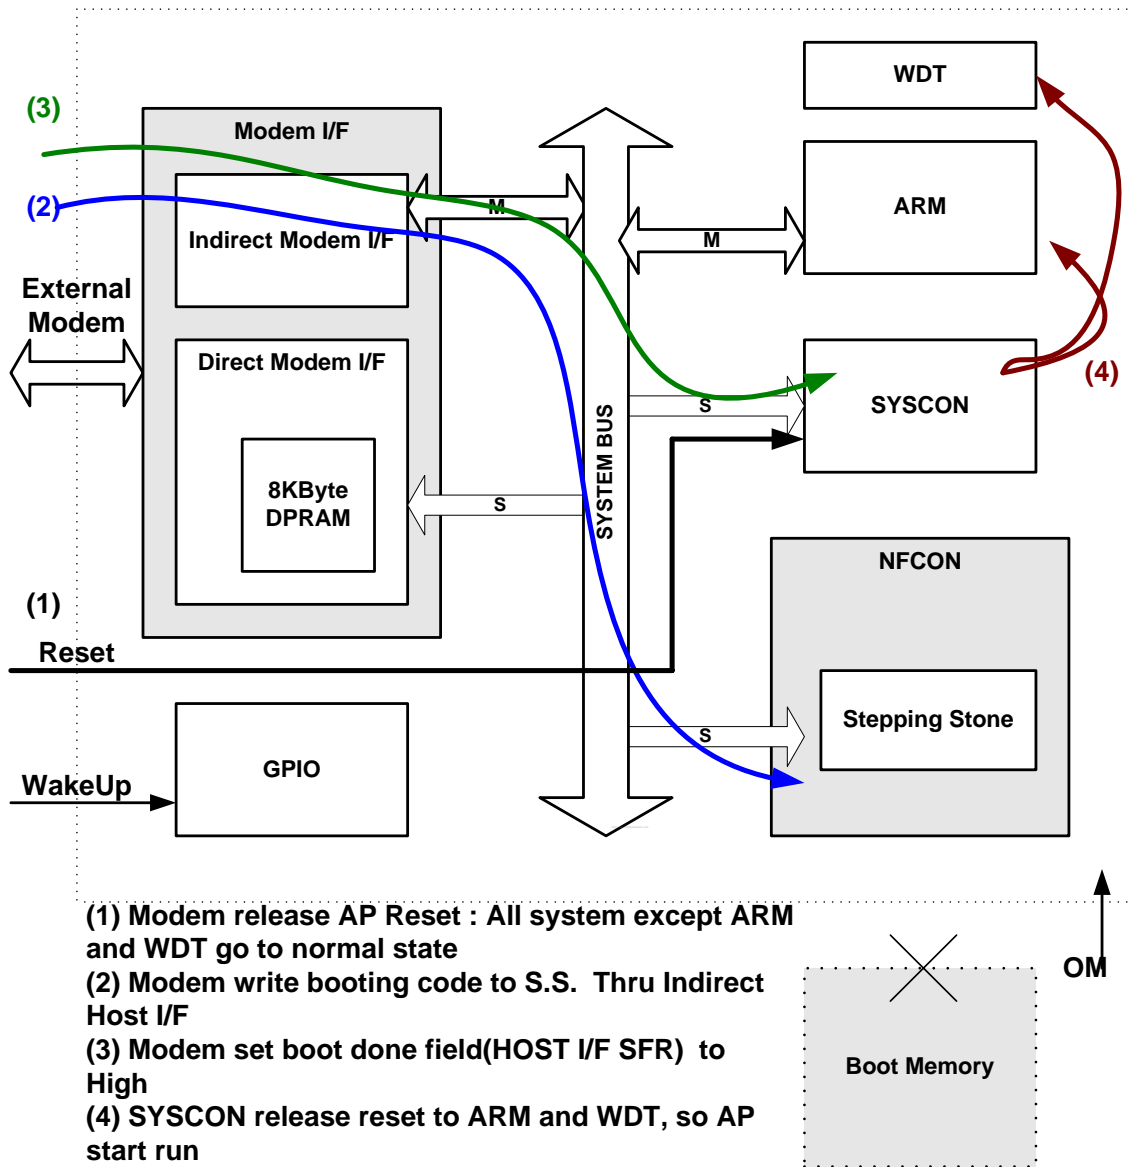 WDT
(3)
Modem I/F
ARM
(2)
M
Indirect Modem I/F
M
External
Modem
Direct Modem I/F
(4)
SYSCON
S
SYSTEM BUS
8KByte
DPRAM
S
NFCON
(1)
Reset
Stepping Stone
S
GPIO
WakeUp
(1) Modem release AP Reset : All system except ARM
and WDT go to normal state
(2) Modem write booting code to S.S. Thru Indirect
Host I/F
(3) Modem set boot done field(HOST I/F SFR) to
High
(4) SYSCON release reset to ARM and WDT, so AP
start run
OM
Boot Memory